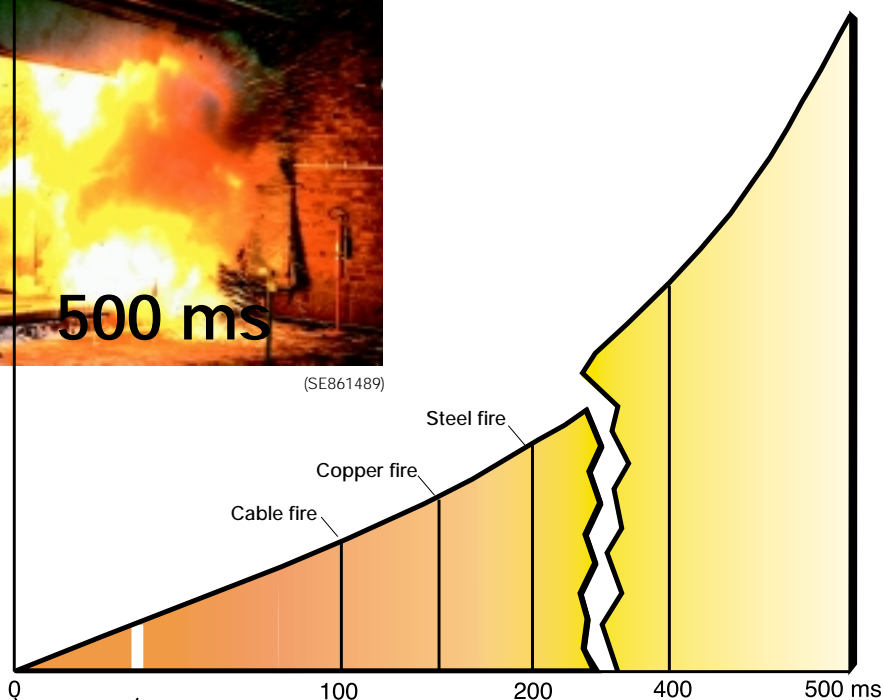 500 ms
(SE861489)
Steel fire
Copper fire
Cable fire
0
100
200
400
500 ms